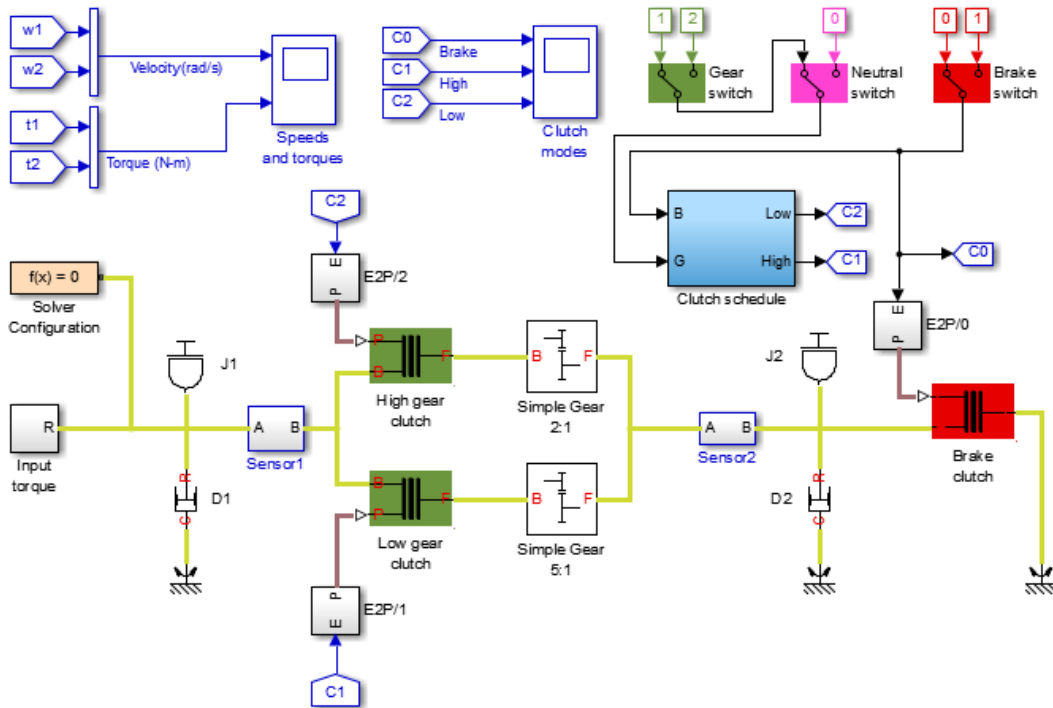 w1
w2
Velocity(rad/s)
t1
t2
Torque (N-m)
Speeds
and torques
C0
Brake
C1
High
C2
Low
Clutch
modes
1 2
Gear
switch
0
Neutral
switch
0 1
Brake
switch
B
G
Low
High
Clutch schedule
C2
C1
C0
E
P
E2P/0
C2
E
P
E2P/2
f(x) = 0
Solver
Configuration
J1
P
B
F
High gear
clutch
B
F
Simple Gear
2:1
J2
R
Input
torque
A B
Sensor1
A B
Sensor2
Brake
clutch
R
C
D1
B
P
F
Low gear
clutch
B
F
Simple Gear
5:1
R
C
D2
P
E
E2P/1
C1